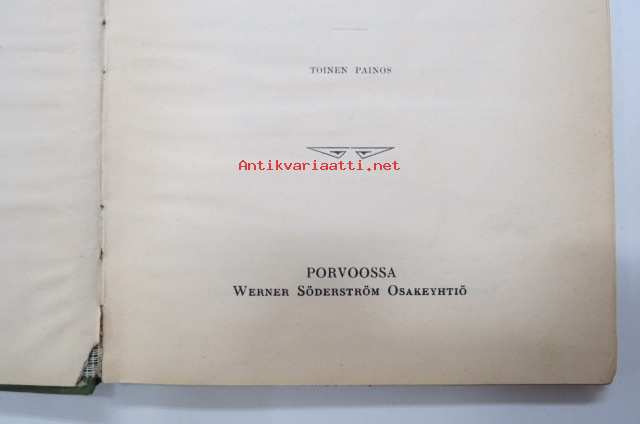 TOINEN PAINOS
Antikvariaatti.net
PORVOOSSA
WERNER SÖDERSTRÖM OSAKEYHTIÖ